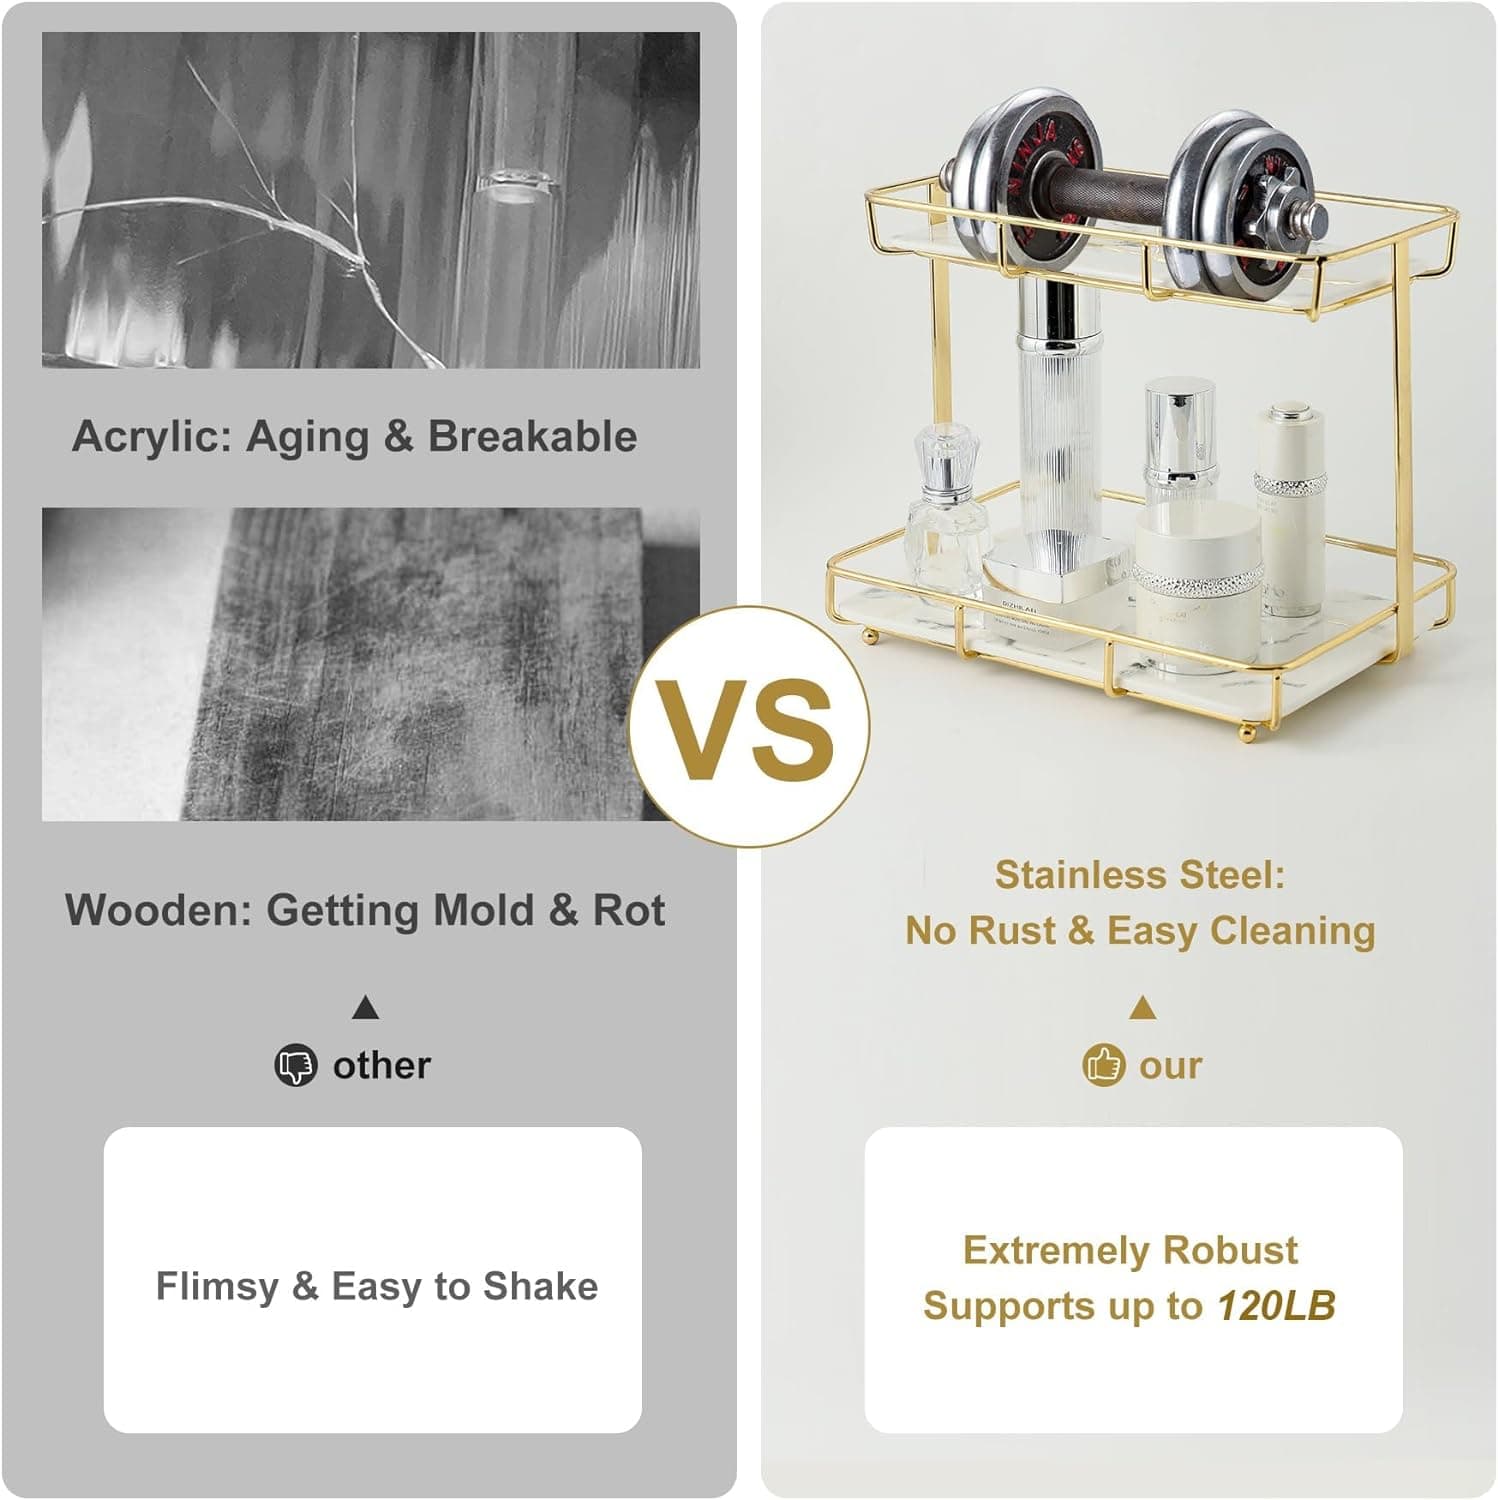 Acrylic: Aging & Breakable
Wooden: Getting Mold & Rot
other
Flimsy & Easy to Shake
VS
NINJA
Stainless Steel:
No Rust & Easy Cleaning
our
Extremely Robust
Supports up to 120LB